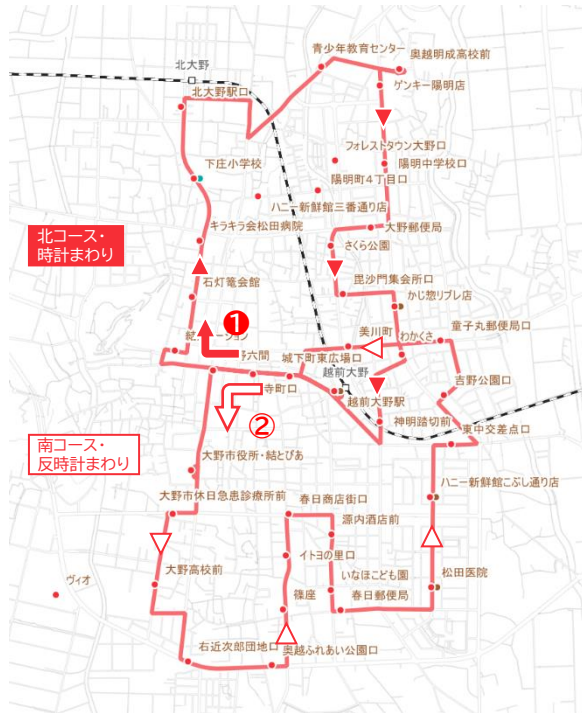 青少年教育センター
奥越明成高校前
北大野
ゲンキー陽明店
北大野駅口
フォレストタウン大野口
陽明中学校口
下庄小学校
陽明町4丁目口
ハニー新鮮館三番通り店
大野郵便局
キラキラ会松田病院
さくら公園
北コース・
時計まわり
毘沙門集会所口
石灯篭会館
かじ惣リブレ店
❶
美川町
わかくさ
童子丸郵便局口
結ステーション
野六間
城下町東広場口
越前大野
吉野公園口
寺町口
越前大野駅
②
神明踏切前
東中交差点口
南コース・
反時計まわり
大野市役所・結とぴあ
ハニー新鮮館こぶし通り店
大野市休日急患診療所前
春日商店街口
源内酒店前
イトヨの里口
大野高校前
いなほこども園
松田医院
ヴィオ
篠座
春日郵便局
右近次郎団地口
奥越ふれあい公園口